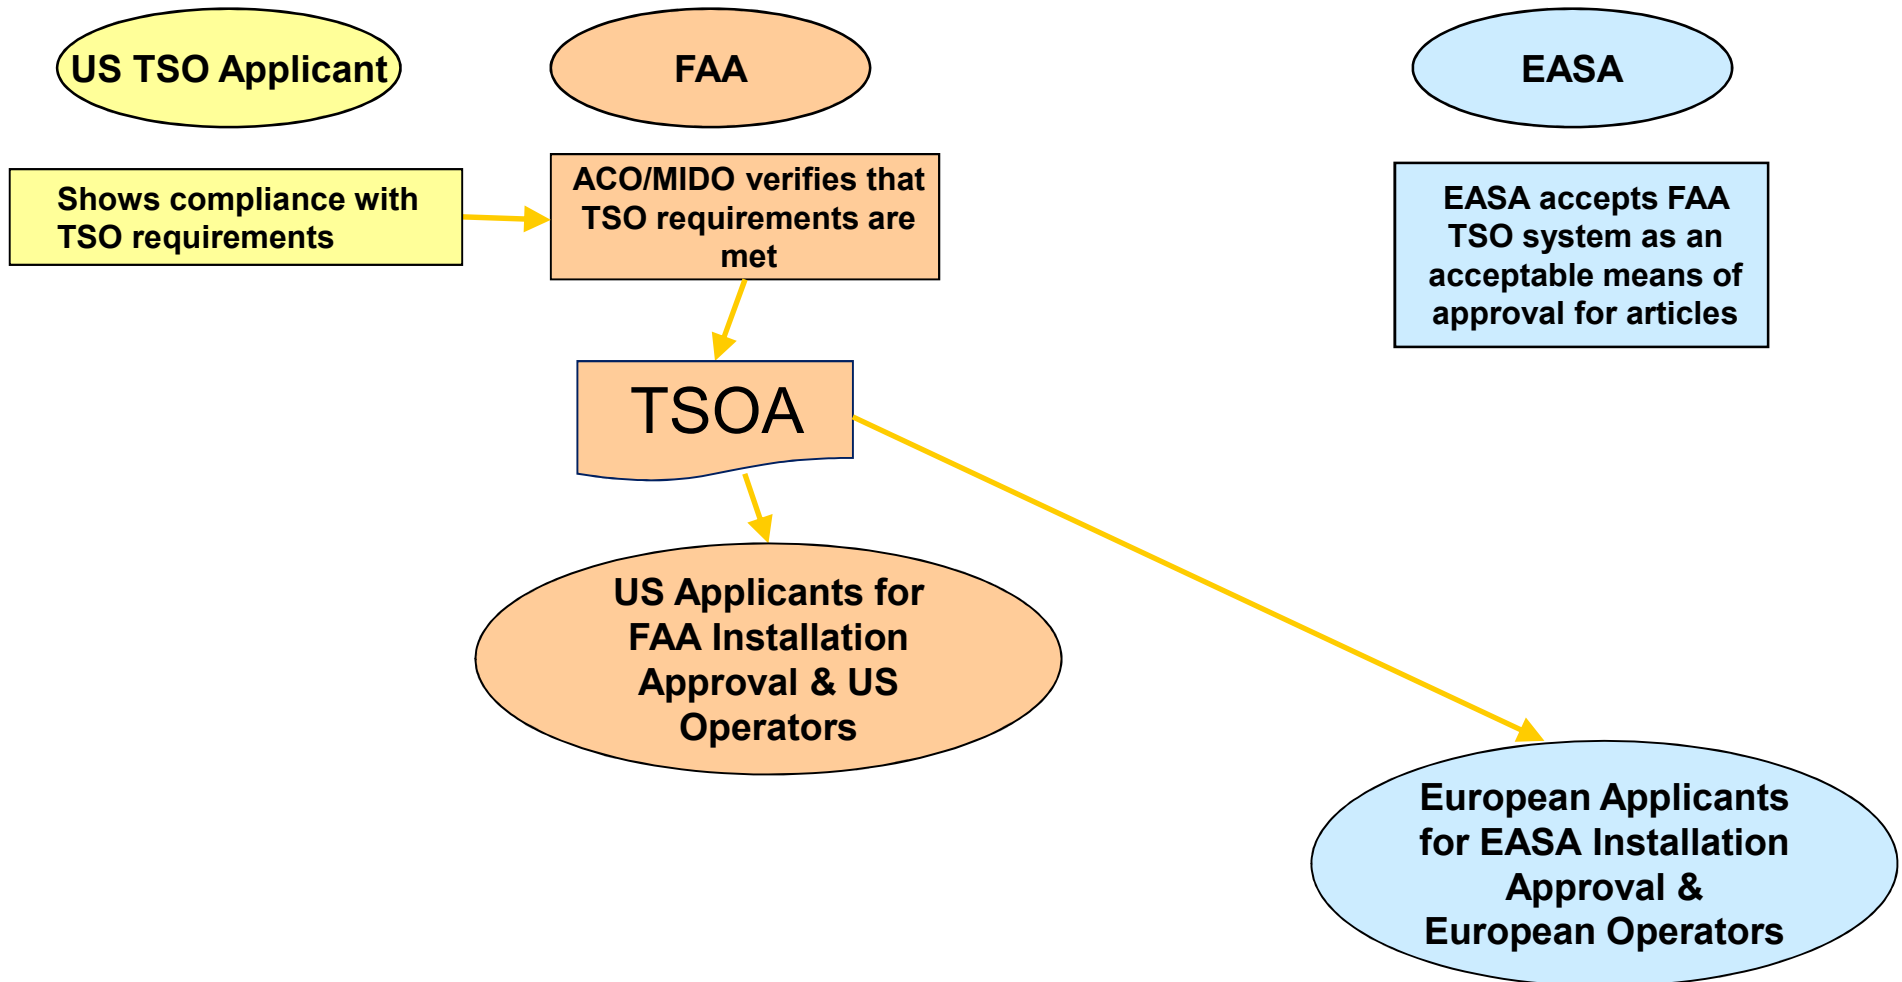 US TSO Applicant
FAA
EASA
Shows compliance with
TSO requirements
ACO/MIDO verifies that
TSO requirements are
met
EASA accepts FAA
TSO system as an
acceptable means of
approval for articles
TSOA
US Applicants for
FAA Installation
Approval & US
Operators
European Applicants
for EASA Installation
Approval &
European Operators